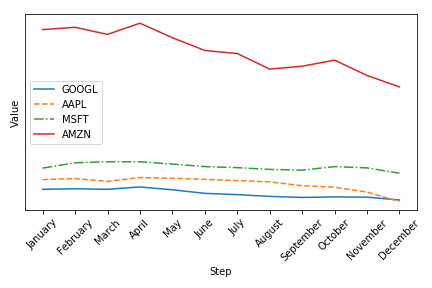 Value
GOOGL
AAPL
MSFT
AMZN
January
February
March
April
May
June
July
August
September
October
November
December
Step